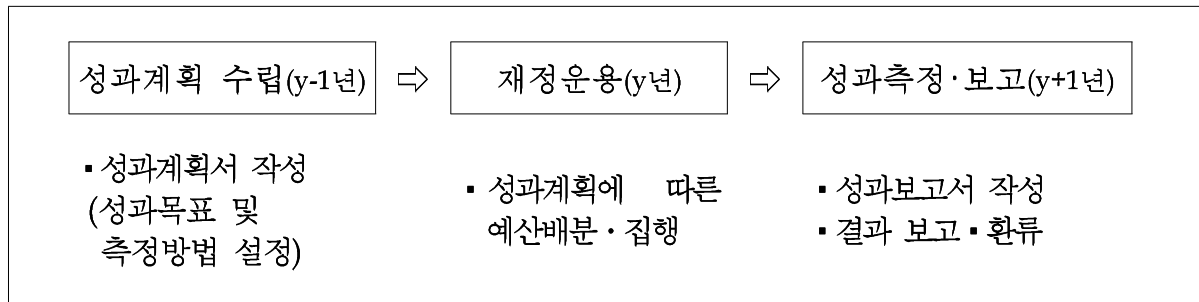 성과계획 수립(y-1년) ⇨ 재정운용(y년) ⇨ 성과측정·보고(y+1년)
▪ 성과계획서 작성
(성과목표 및
측정방법 설정)
▪ 성과계획에 따른
예산배분·집행
▪ 성과보고서 작성
▪ 결과 보고▪환류